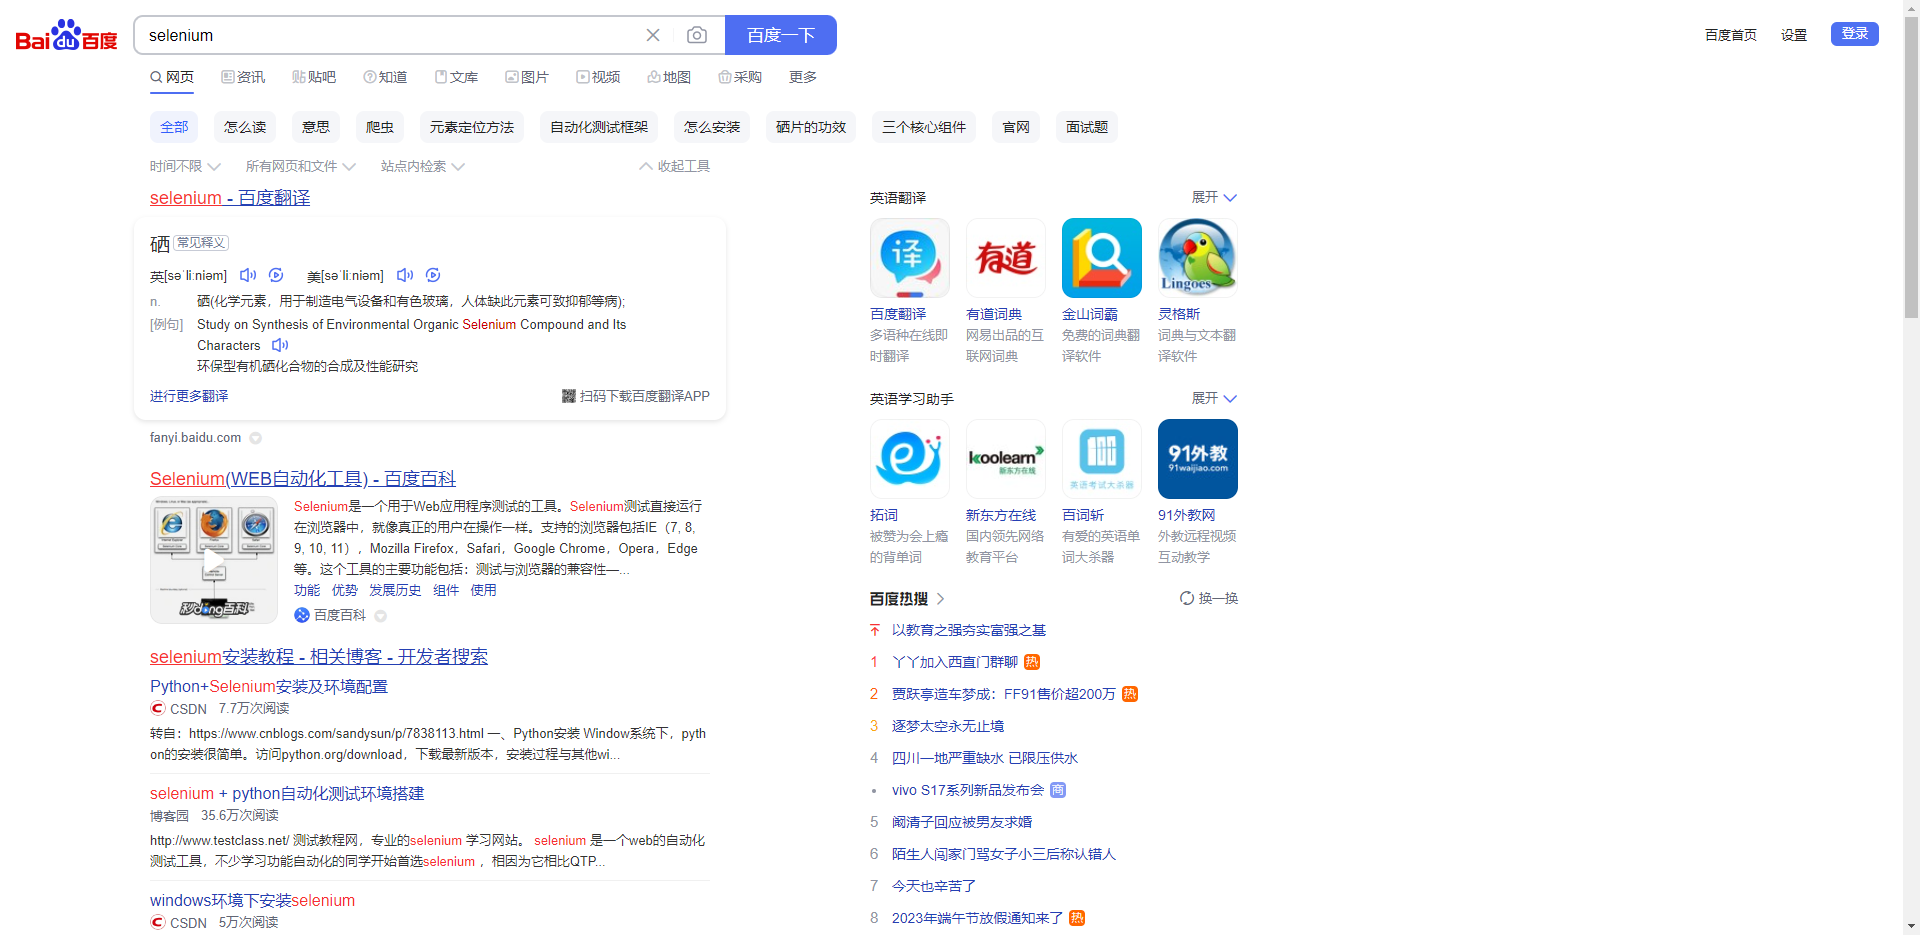 Bai du 百度
selenium
百度一下
百度首页 设置 登录
网页 资讯 贴吧 知道 文库 图片 视频 地图 采购 更多
全部 怎么读 意思 爬虫 元素定位方法 自动化测试框架 怎么安装 硒片的功效 三个核心组件 官网 面试题
时间不限 所有网页和文件 站点内检索 收起工具
selenium - 百度翻译
硒 常见释义
英[səˈliːniəm] 美[səˈliːniəm]
n. 硒(化学元素，用于制造电气设备和有色玻璃，人体缺此元素可致抑郁等病);
[例句] Study on Synthesis of Environmental Organic Selenium Compound and Its
Characters
环保型有机硒化合物的合成及性能研究
进行更多翻译 扫码下载百度翻译APP
fanyi.baidu.com
Selenium(WEB自动化工具) - 百度百科
秒dong百科
Selenium是一个用于Web应用程序测试的工具。Selenium测试直接运行
在浏览器中，就像真正的用户在操作一样。支持的浏览器包括IE（7, 8,
9, 10, 11），Mozilla Firefox，Safari，Google Chrome，Opera，Edge
等。这个工具的主要功能包括：测试与浏览器的兼容性—...
功能 优势 发展历史 组件 使用
百度百科
selenium安装教程 - 相关博客 - 开发者搜索
Python+Selenium安装及环境配置
CSDN 7.7万次阅读
转自：https://www.cnblogs.com/sandysun/p/7838113.html 一、Python安装 Window系统下，pyth
on的安装很简单。访问python.org/download，下载最新版本，安装过程与其他wi...
selenium + python自动化测试环境搭建
博客园 35.6万次阅读
http://www.testclass.net/ 测试教程网，专业的selenium 学习网站。 selenium 是一个web的自动化
测试工具，不少学习功能自动化的同学开始首选selenium ，相因为它相比QTP...
windows环境下安装selenium
CSDN 5万次阅读
英语翻译 展开
译 有道 Lingoes
百度翻译 有道词典 金山词霸 灵格斯
多语种在线即 网易出品的互 免费的词典翻 词典与文本翻
时翻译 联网词典 译软件 译软件
英语学习助手 展开
koolearn 新东方在线 英语考试大杀器 91外教 91waijiao.com
拓词 新东方在线 百词斩 91外教网
被赞为会上瘾 国内领先网络 有爱的英语单 外教远程视频
的背单词 教育平台 词大杀器 互动教学
百度热搜 换一换
以教育之强夯实富强之基
1 丫丫加入西直门群聊 热
2 贾跃亭造车梦成：FF91售价超200万 热
3 逐梦太空永无止境
4 四川一地严重缺水 已限压供水
• vivo S17系列新品发布会 商
5 阚清子回应被男友求婚
6 陌生人闯家门骂女子小三后称认错人
7 今天也辛苦了
8 2023年端午节放假通知来了 热